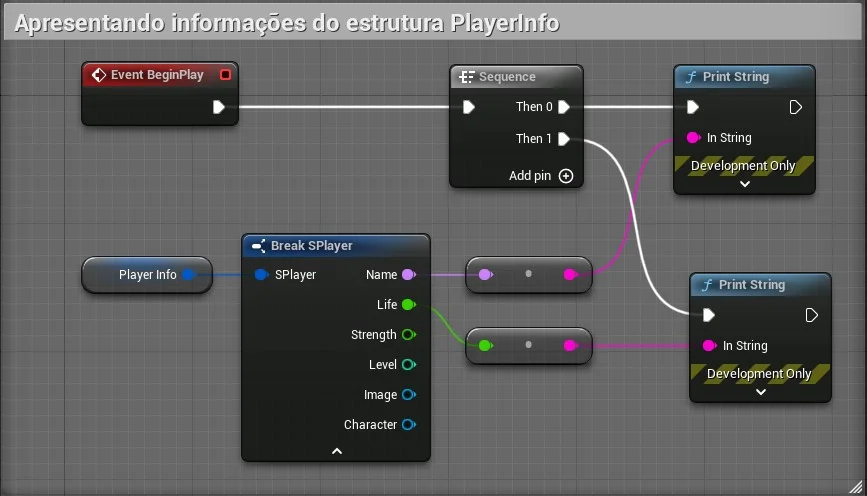 Apresentando informações do estrutura PlayerInfo
Event BeginPlay
Sequence
Then 0
Then 1
Add pin
Print String
In String
Development Only
Player Info
Break SPlayer
SPlayer
Name
Life
Strength
Level
Image
Character
Print String
In String
Development Only